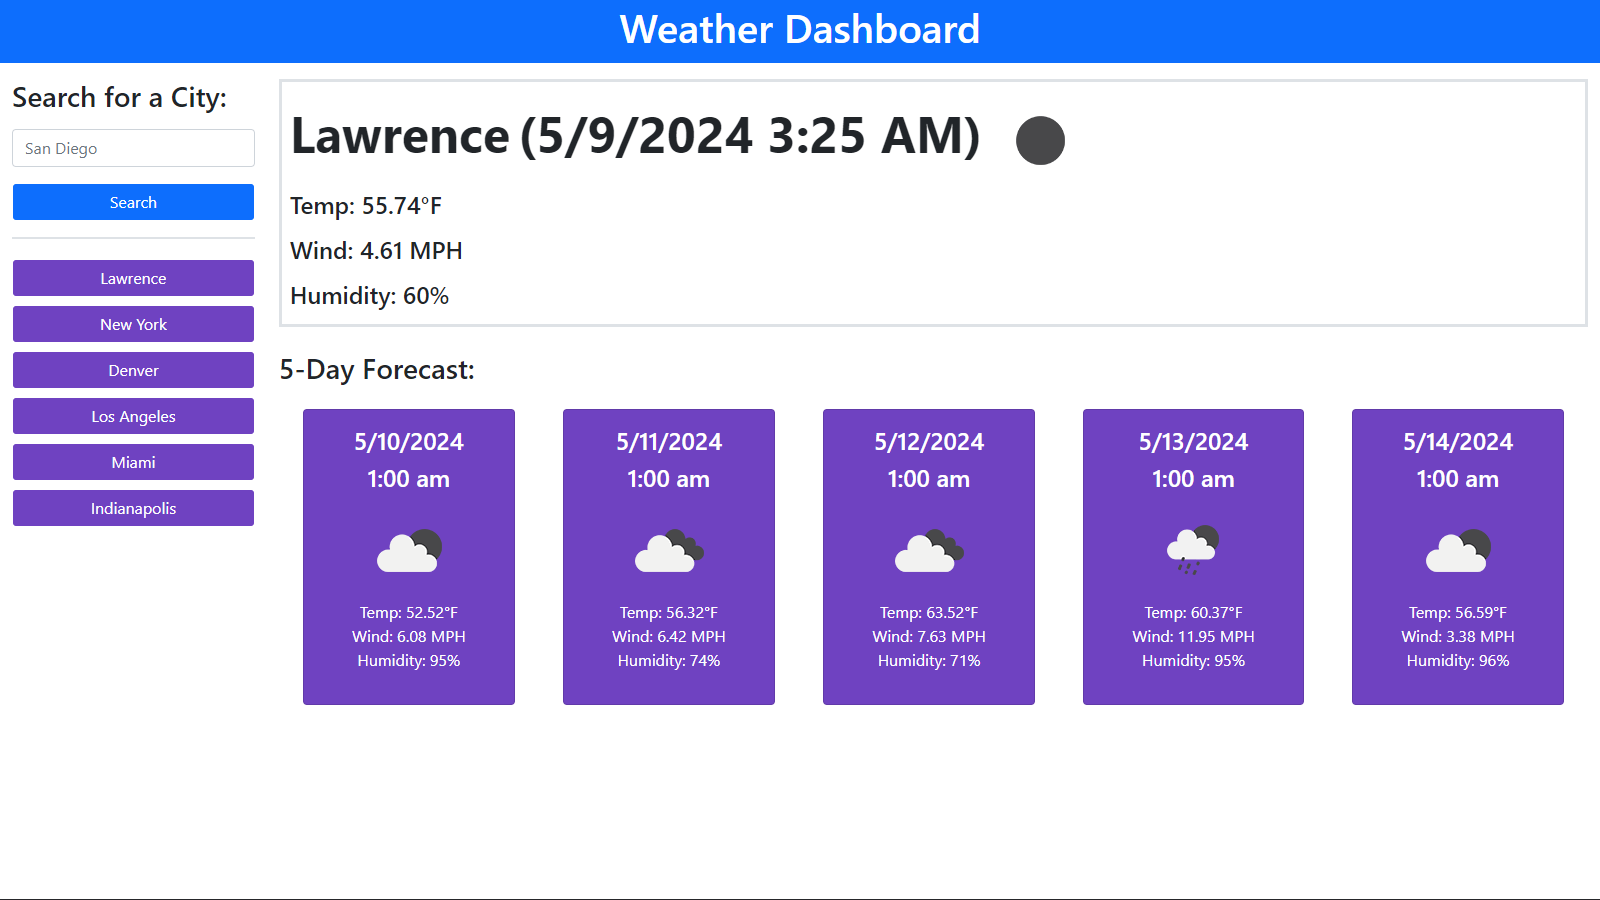 Weather Dashboard
Search for a City:
San Diego
Search
Lawrence
New York
Denver
Los Angeles
Miami
Indianapolis
Lawrence (5/9/2024 3:25 AM)
Temp: 55.74°F
Wind: 4.61 MPH
Humidity: 60%
5-Day Forecast:
5/10/2024
1:00 am
Temp: 52.52°F
Wind: 6.08 MPH
Humidity: 95%
5/11/2024
1:00 am
Temp: 56.32°F
Wind: 6.42 MPH
Humidity: 74%
5/12/2024
1:00 am
Temp: 63.52°F
Wind: 7.63 MPH
Humidity: 71%
5/13/2024
1:00 am
Temp: 60.37°F
Wind: 11.95 MPH
Humidity: 95%
5/14/2024
1:00 am
Temp: 56.59°F
Wind: 3.38 MPH
Humidity: 96%